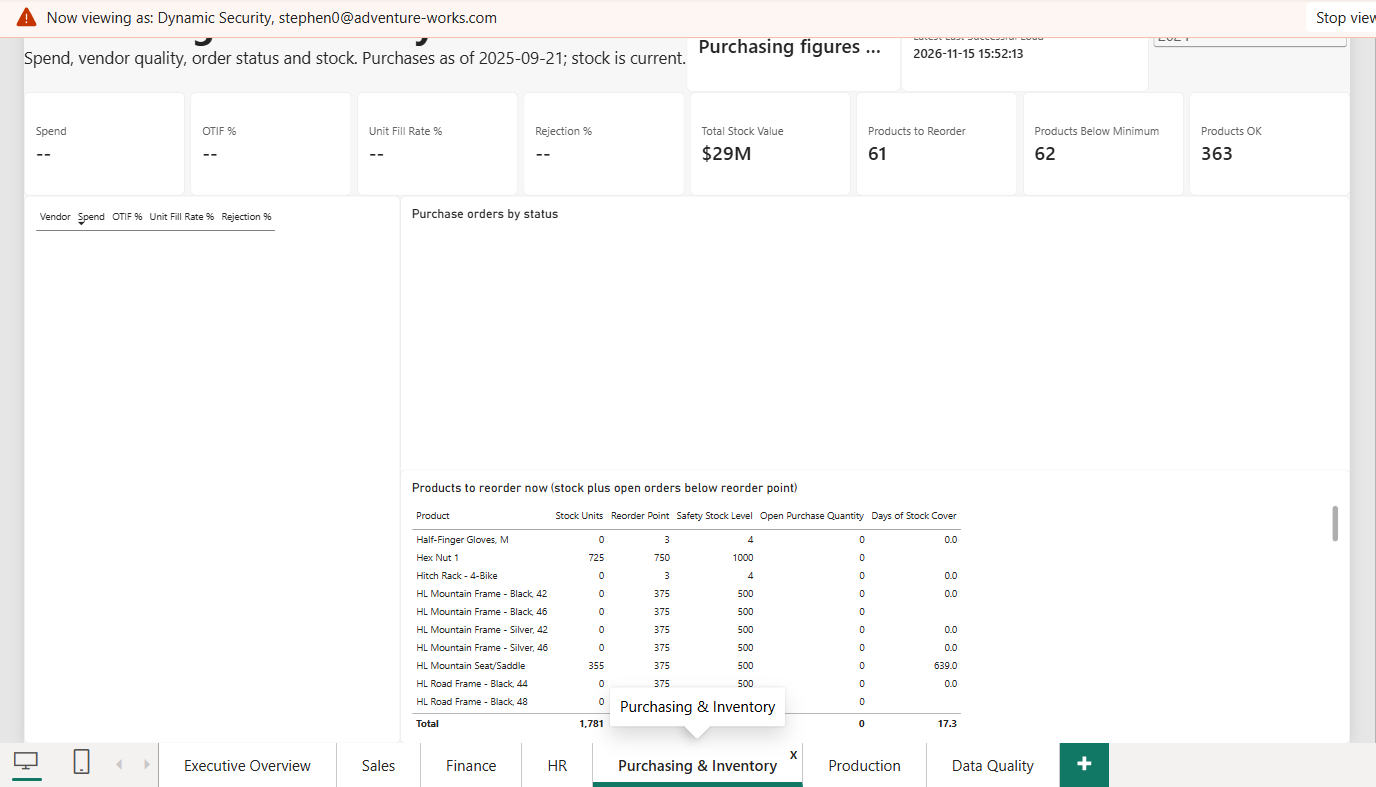 Now viewing as: Dynamic Security, stephen0@adventure-works.com
Stop view
Spend, vendor quality, order status and stock. Purchases as of 2025-09-21; stock is current.
Purchasing figures ...
Latest Last Successful Load
2026-11-15 15:52:13
Spend
--
OTIF %
--
Unit Fill Rate %
--
Rejection %
--
Total Stock Value
$29M
Products to Reorder
61
Products Below Minimum
62
Products OK
363
Vendor Spend OTIF % Unit Fill Rate % Rejection %
Purchase orders by status
Products to reorder now (stock plus open orders below reorder point)
Product Stock Units Reorder Point Safety Stock Level Open Purchase Quantity Days of Stock Cover
Half-Finger Gloves, M 0 3 4 0 0.0
Hex Nut 1 725 750 1000 0
Hitch Rack - 4-Bike 0 3 4 0 0.0
HL Mountain Frame - Black, 42 0 375 500 0 0.0
HL Mountain Frame - Black, 46 0 375 500 0
HL Mountain Frame - Silver, 42 0 375 500 0 0.0
HL Mountain Frame - Silver, 46 0 375 500 0 0.0
HL Mountain Seat/Saddle 355 375 500 0 639.0
HL Road Frame - Black, 44 0 375 500 0 0.0
HL Road Frame - Black, 48 0 0
Total 1,781 0 17.3
Purchasing & Inventory
Executive Overview
Sales
Finance
HR
Purchasing & Inventory
X
Production
Data Quality
+